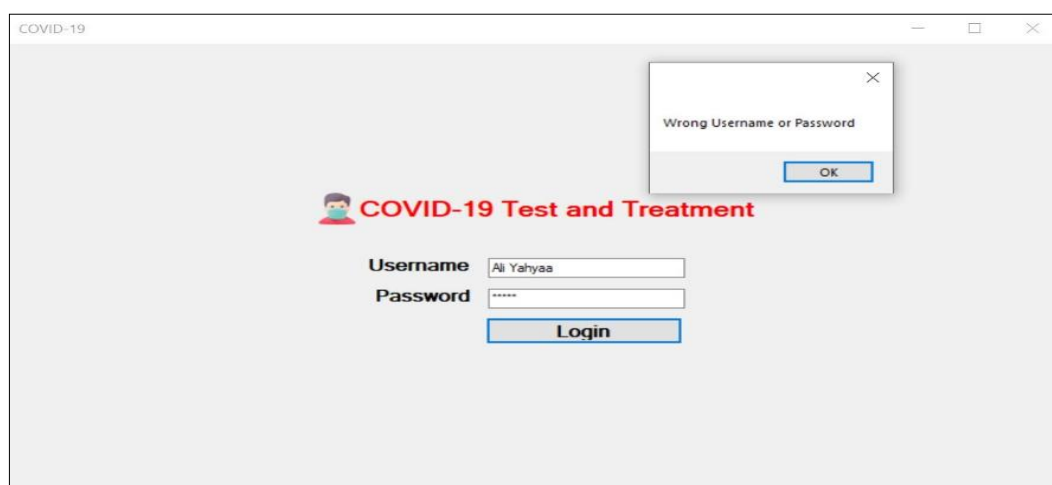 COVID-19
Wrong Username or Password
OK
COVID-19 Test and Treatment
Username Ali Yahyaa
Password *****
Login